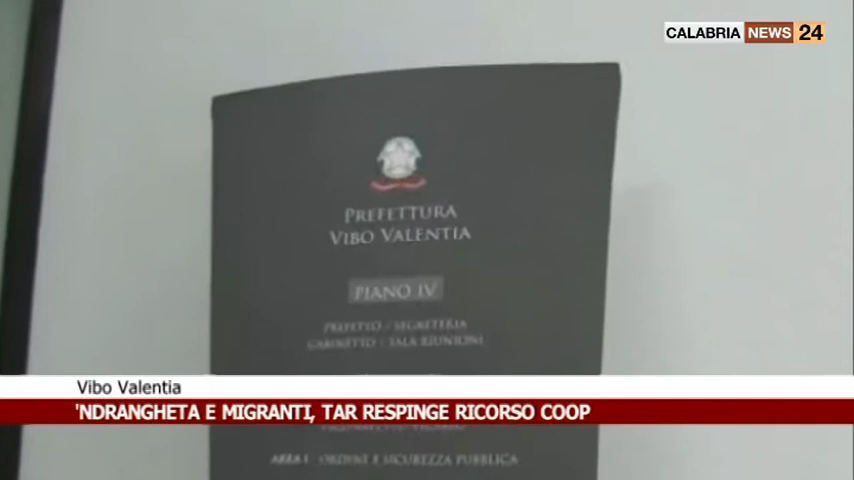 CALABRIA NEWS 24
PREFETTURA
VIBO VALENTIA
PIANO IV
PREFETTO - SEGRETERIA
GABINETTO - SALA RIUNIONI
Vibo Valentia
'NDRANGHETA E MIGRANTI, TAR RESPINGE RICORSO COOP
AREA I - ORDINE E SICUREZZA PUBBLICA